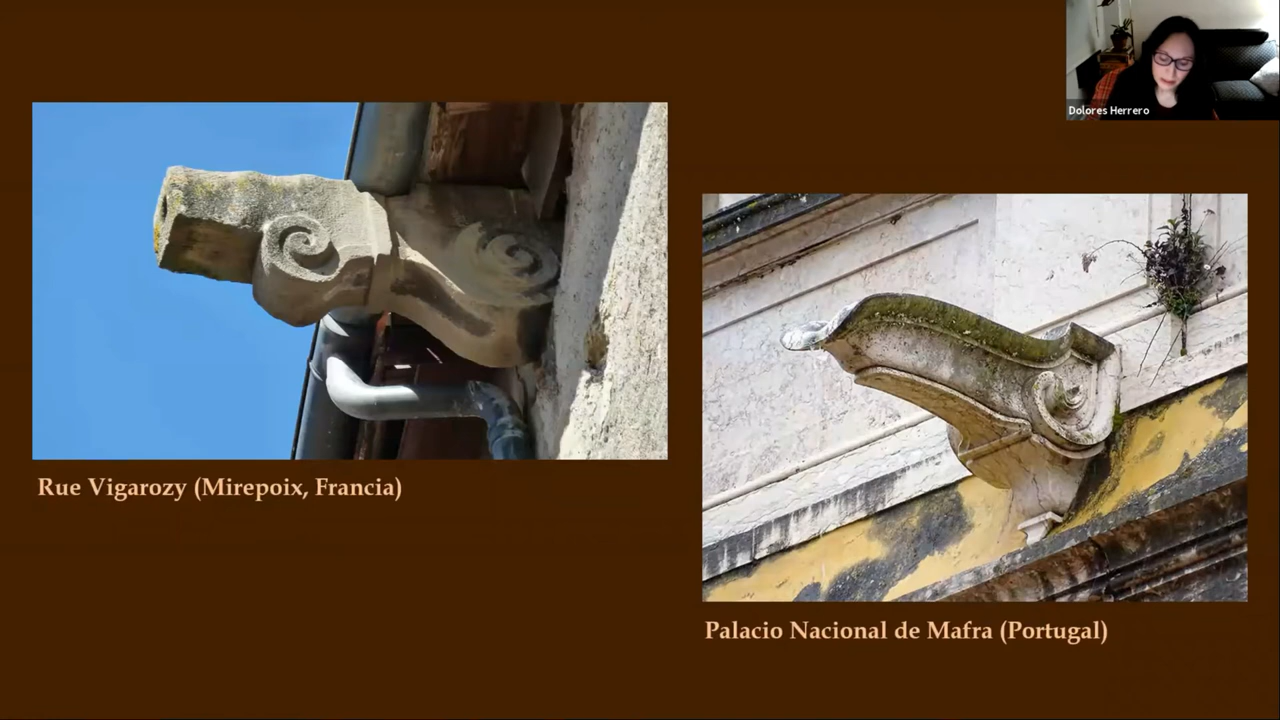 Dolores Herrero
Rue Vigarozy (Mirepoix, Francia)
Palacio Nacional de Mafra (Portugal)